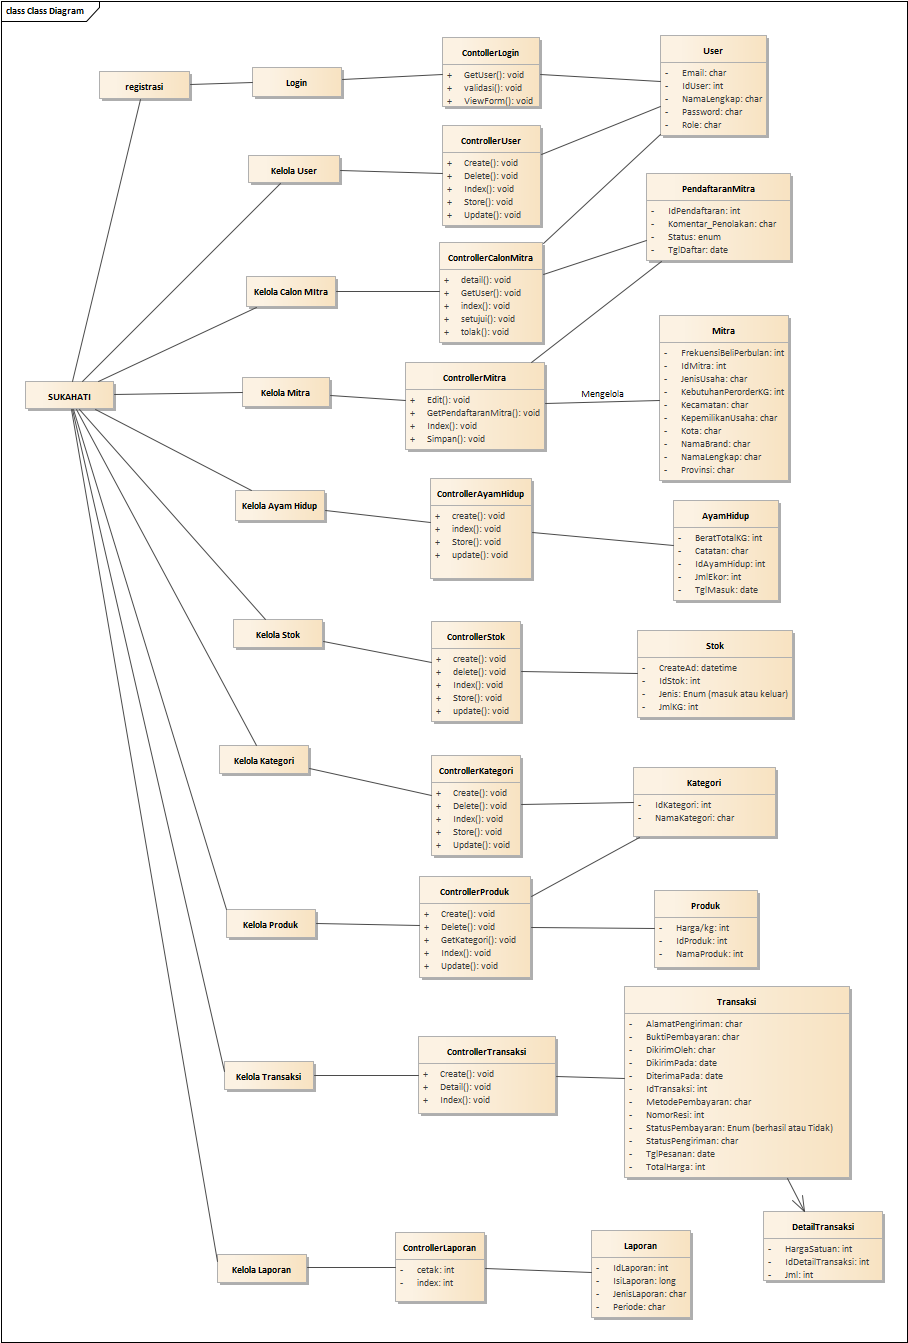 class Class Diagram
SUKAHATI
registrasi
Login
ContollerLogin
+ GetUser(): void
+ validasi(): void
+ ViewForm(): void
User
- Email: char
- IdUser: int
- NamaLengkap: char
- Password: char
- Role: char
Kelola User
ControllerUser
+ Create(): void
+ Delete(): void
+ Index(): void
+ Store(): void
+ Update(): void
Kelola Calon MItra
ControllerCalonMitra
+ detail(): void
+ GetUser(): void
+ index(): void
+ setujui(): void
+ tolak(): void
PendaftaranMitra
- IdPendaftaran: int
- Komentar_Penolakan: char
- Status: enum
- TglDaftar: date
Kelola Mitra
ControllerMitra
+ Edit(): void
+ GetPendaftaranMitra(): void
+ Index(): void
+ Simpan(): void
Mengelola
Mitra
- FrekuensiBeliPerbulan: int
- IdMitra: int
- JenisUsaha: char
- KebutuhanPerorderKG: int
- Kecamatan: char
- KepemilikanUsaha: char
- Kota: char
- NamaBrand: char
- NamaLengkap: char
- Provinsi: char
Kelola Ayam Hidup
ControllerAyamHidup
+ create(): void
+ index(): void
+ Store(): void
+ update(): void
AyamHidup
- BeratTotalKG: int
- Catatan: char
- IdAyamHidup: int
- JmlEkor: int
- TglMasuk: date
Kelola Stok
ControllerStok
+ create(): void
+ delete(): void
+ Index(): void
+ Store(): void
+ update(): void
Stok
- CreateAd: datetime
- IdStok: int
- Jenis: Enum (masuk atau keluar)
- JmlKG: int
Kelola Kategori
ControllerKategori
+ Create(): void
+ Delete(): void
+ Index(): void
+ Store(): void
+ Update(): void
Kategori
- IdKategori: int
- NamaKategori: char
Kelola Produk
ControllerProduk
+ Create(): void
+ Delete(): void
+ GetKategori(): void
+ Index(): void
+ Update(): void
Produk
- Harga/kg: int
- IdProduk: int
- NamaProduk: int
Kelola Transaksi
ControllerTransaksi
+ Create(): void
+ Detail(): void
+ Index(): void
Transaksi
- AlamatPengiriman: char
- BuktiPembayaran: char
- DikirimOleh: char
- DikirimPada: date
- DiterimaPada: date
- IdTransaksi: int
- MetodePembayaran: char
- NomorResi: int
- StatusPembayaran: Enum (berhasil atau Tidak)
- StatusPengiriman: char
- TglPesanan: date
- TotalHarga: int
DetailTransaksi
- HargaSatuan: int
- IdDetailTransaksi: int
- Jml: int
Kelola Laporan
ControllerLaporan
- cetak: int
- index: int
Laporan
- IdLaporan: int
- IsiLaporan: long
- JenisLaporan: char
- Periode: char